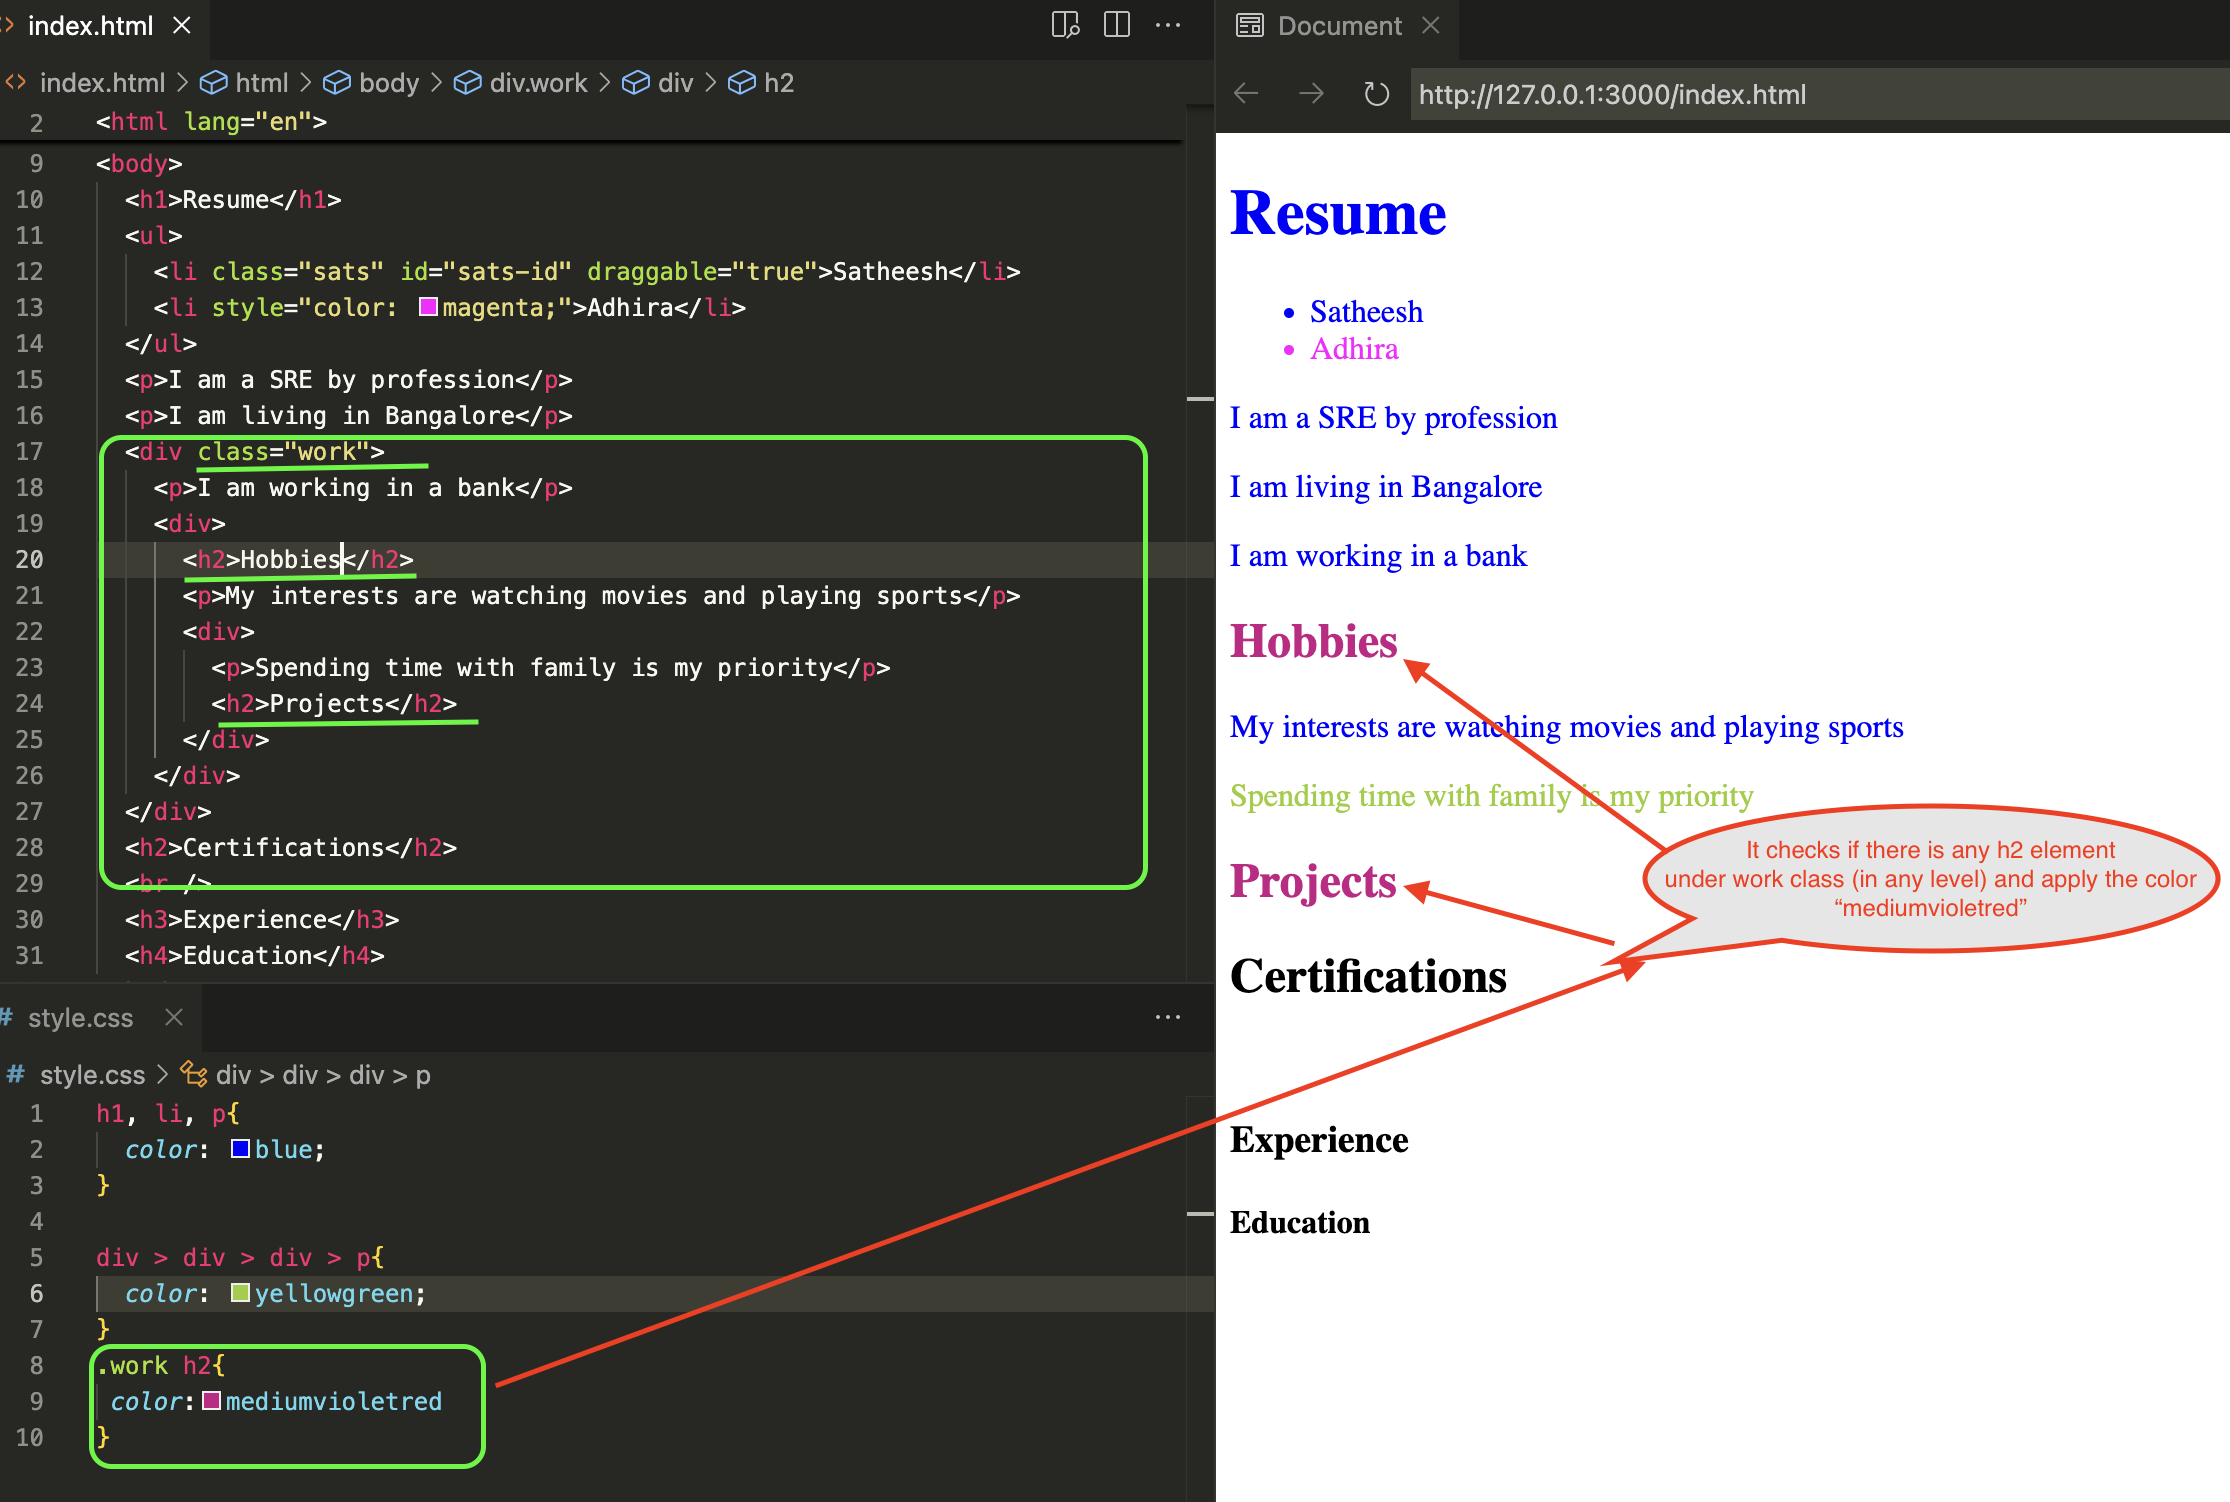 index.html
index.html > html > body > div.work > div > h2
2 <html lang="en">
9 <body>
10 <h1>Resume</h1>
11 <ul>
12 <li class="sats" id="sats-id" draggable="true">Satheesh</li>
13 <li style="color: magenta;">Adhira</li>
14 </ul>
15 <p>I am a SRE by profession</p>
16 <p>I am living in Bangalore</p>
17 <div class="work">
18 <p>I am working in a bank</p>
19 <div>
20 <h2>Hobbies</h2>
21 <p>My interests are watching movies and playing sports</p>
22 <div>
23 <p>Spending time with family is my priority</p>
24 <h2>Projects</h2>
25 </div>
26 </div>
27 </div>
28 <h2>Certifications</h2>
29 <br />
30 <h3>Experience</h3>
31 <h4>Education</h4>
# style.css
# style.css > div > div > div > p
1 h1, li, p{
2 color: blue;
3 }
4
5 div > div > div > p{
6 color: yellowgreen;
7 }
8 .work h2{
9 color: mediumvioletred
10 }
Document
http://127.0.0.1:3000/index.html
Resume
• Satheesh
• Adhira
I am a SRE by profession
I am living in Bangalore
I am working in a bank
Hobbies
My interests are watching movies and playing sports
Spending time with family is my priority
Projects
It checks if there is any h2 element
under work class (in any level) and apply the color
“mediumvioletred”
Certifications
Experience
Education